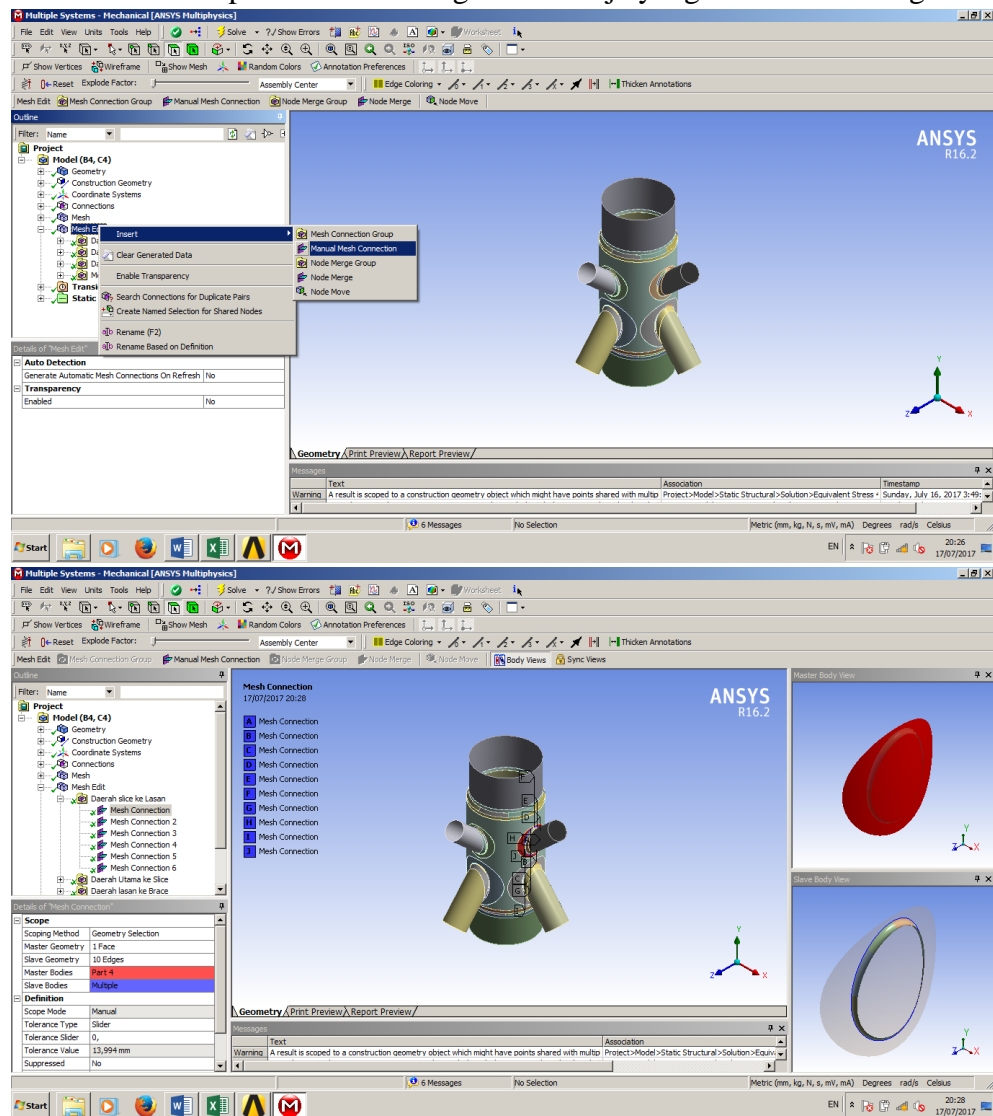 Multiple Systems - Mechanical [ANSYS Multiphysics]
File Edit View Units Tools Help Solve ?/Show Errors Worksheet
Show Vertices Wireframe Show Mesh Random Colors Annotation Preferences
Reset Explode Factor: Assembly Center Edge Coloring Thicken Annotations
Mesh Edit Mesh Connection Group Manual Mesh Connection Node Merge Group Node Merge Node Move
Outline
Filter: Name
Project
Model (B4, C4)
Geometry
Construction Geometry
Coordinate Systems
Connections
Mesh
Mesh Ed
Da
Da
Da
M
Transi
Static
Insert
Clear Generated Data
Enable Transparency
Search Connections for Duplicate Pairs
Create Named Selection for Shared Nodes
Rename (F2)
Rename Based on Definition
Mesh Connection Group
Manual Mesh Connection
Node Merge Group
Node Merge
Node Move
ANSYS
R16.2
Details of "Mesh Edit"
Auto Detection
Generate Automatic Mesh Connections On Refresh No
Transparency
Enabled No
Y
Z X
Geometry Print Preview Report Preview
Messages
Text Association Timestamp
Warning A result is scoped to a construction geometry object which might have points shared with multip Project>Model>Static Structural>Solution>Equivalent Stress Sunday, July 16, 2017 3:49:
6 Messages No Selection Metric (mm, kg, N, s, mV, mA) Degrees rad/s Celsius
Start EN 20:26
17/07/2017
Multiple Systems - Mechanical [ANSYS Multiphysics]
File Edit View Units Tools Help Solve ?/Show Errors Worksheet
Show Vertices Wireframe Show Mesh Random Colors Annotation Preferences
Reset Explode Factor: Assembly Center Edge Coloring Thicken Annotations
Mesh Edit Mesh Connection Group Manual Mesh Connection Node Merge Group Node Merge Node Move Body Views Sync Views
Outline
Filter: Name
Project
Model (B4, C4)
Geometry
Construction Geometry
Coordinate Systems
Connections
Mesh
Mesh Edit
Daerah slice ke Lasan
Mesh Connection
Mesh Connection 2
Mesh Connection 3
Mesh Connection 4
Mesh Connection 5
Mesh Connection 6
Daerah Utama ke Slice
Daerah lasan ke Brace
Details of "Mesh Connection"
Scope
Scoping Method Geometry Selection
Master Geometry 1 Face
Slave Geometry 10 Edges
Master Bodies Part 4
Slave Bodies Multiple
Definition
Scope Mode Manual
Tolerance Type Slider
Tolerance Slider 0,
Tolerance Value 13,994 mm
Suppressed No
Mesh Connection
17/07/2017 20:28
A Mesh Connection
B Mesh Connection
C Mesh Connection
D Mesh Connection
E Mesh Connection
F Mesh Connection
G Mesh Connection
H Mesh Connection
I Mesh Connection
J Mesh Connection
ANSYS
R16.2
Y
Z X
Master Body View
Y
Z X
Slave Body View
Y
Z X
Geometry Print Preview Report Preview
Messages
Text Association
Warning A result is scoped to a construction geometry object which might have points shared with multip Project>Model>Static Structural>Solution>Equiv
6 Messages No Selection Metric (mm, kg, N, s, mV, mA) Degrees rad/s Celsius
Start EN 20:28
17/07/2017